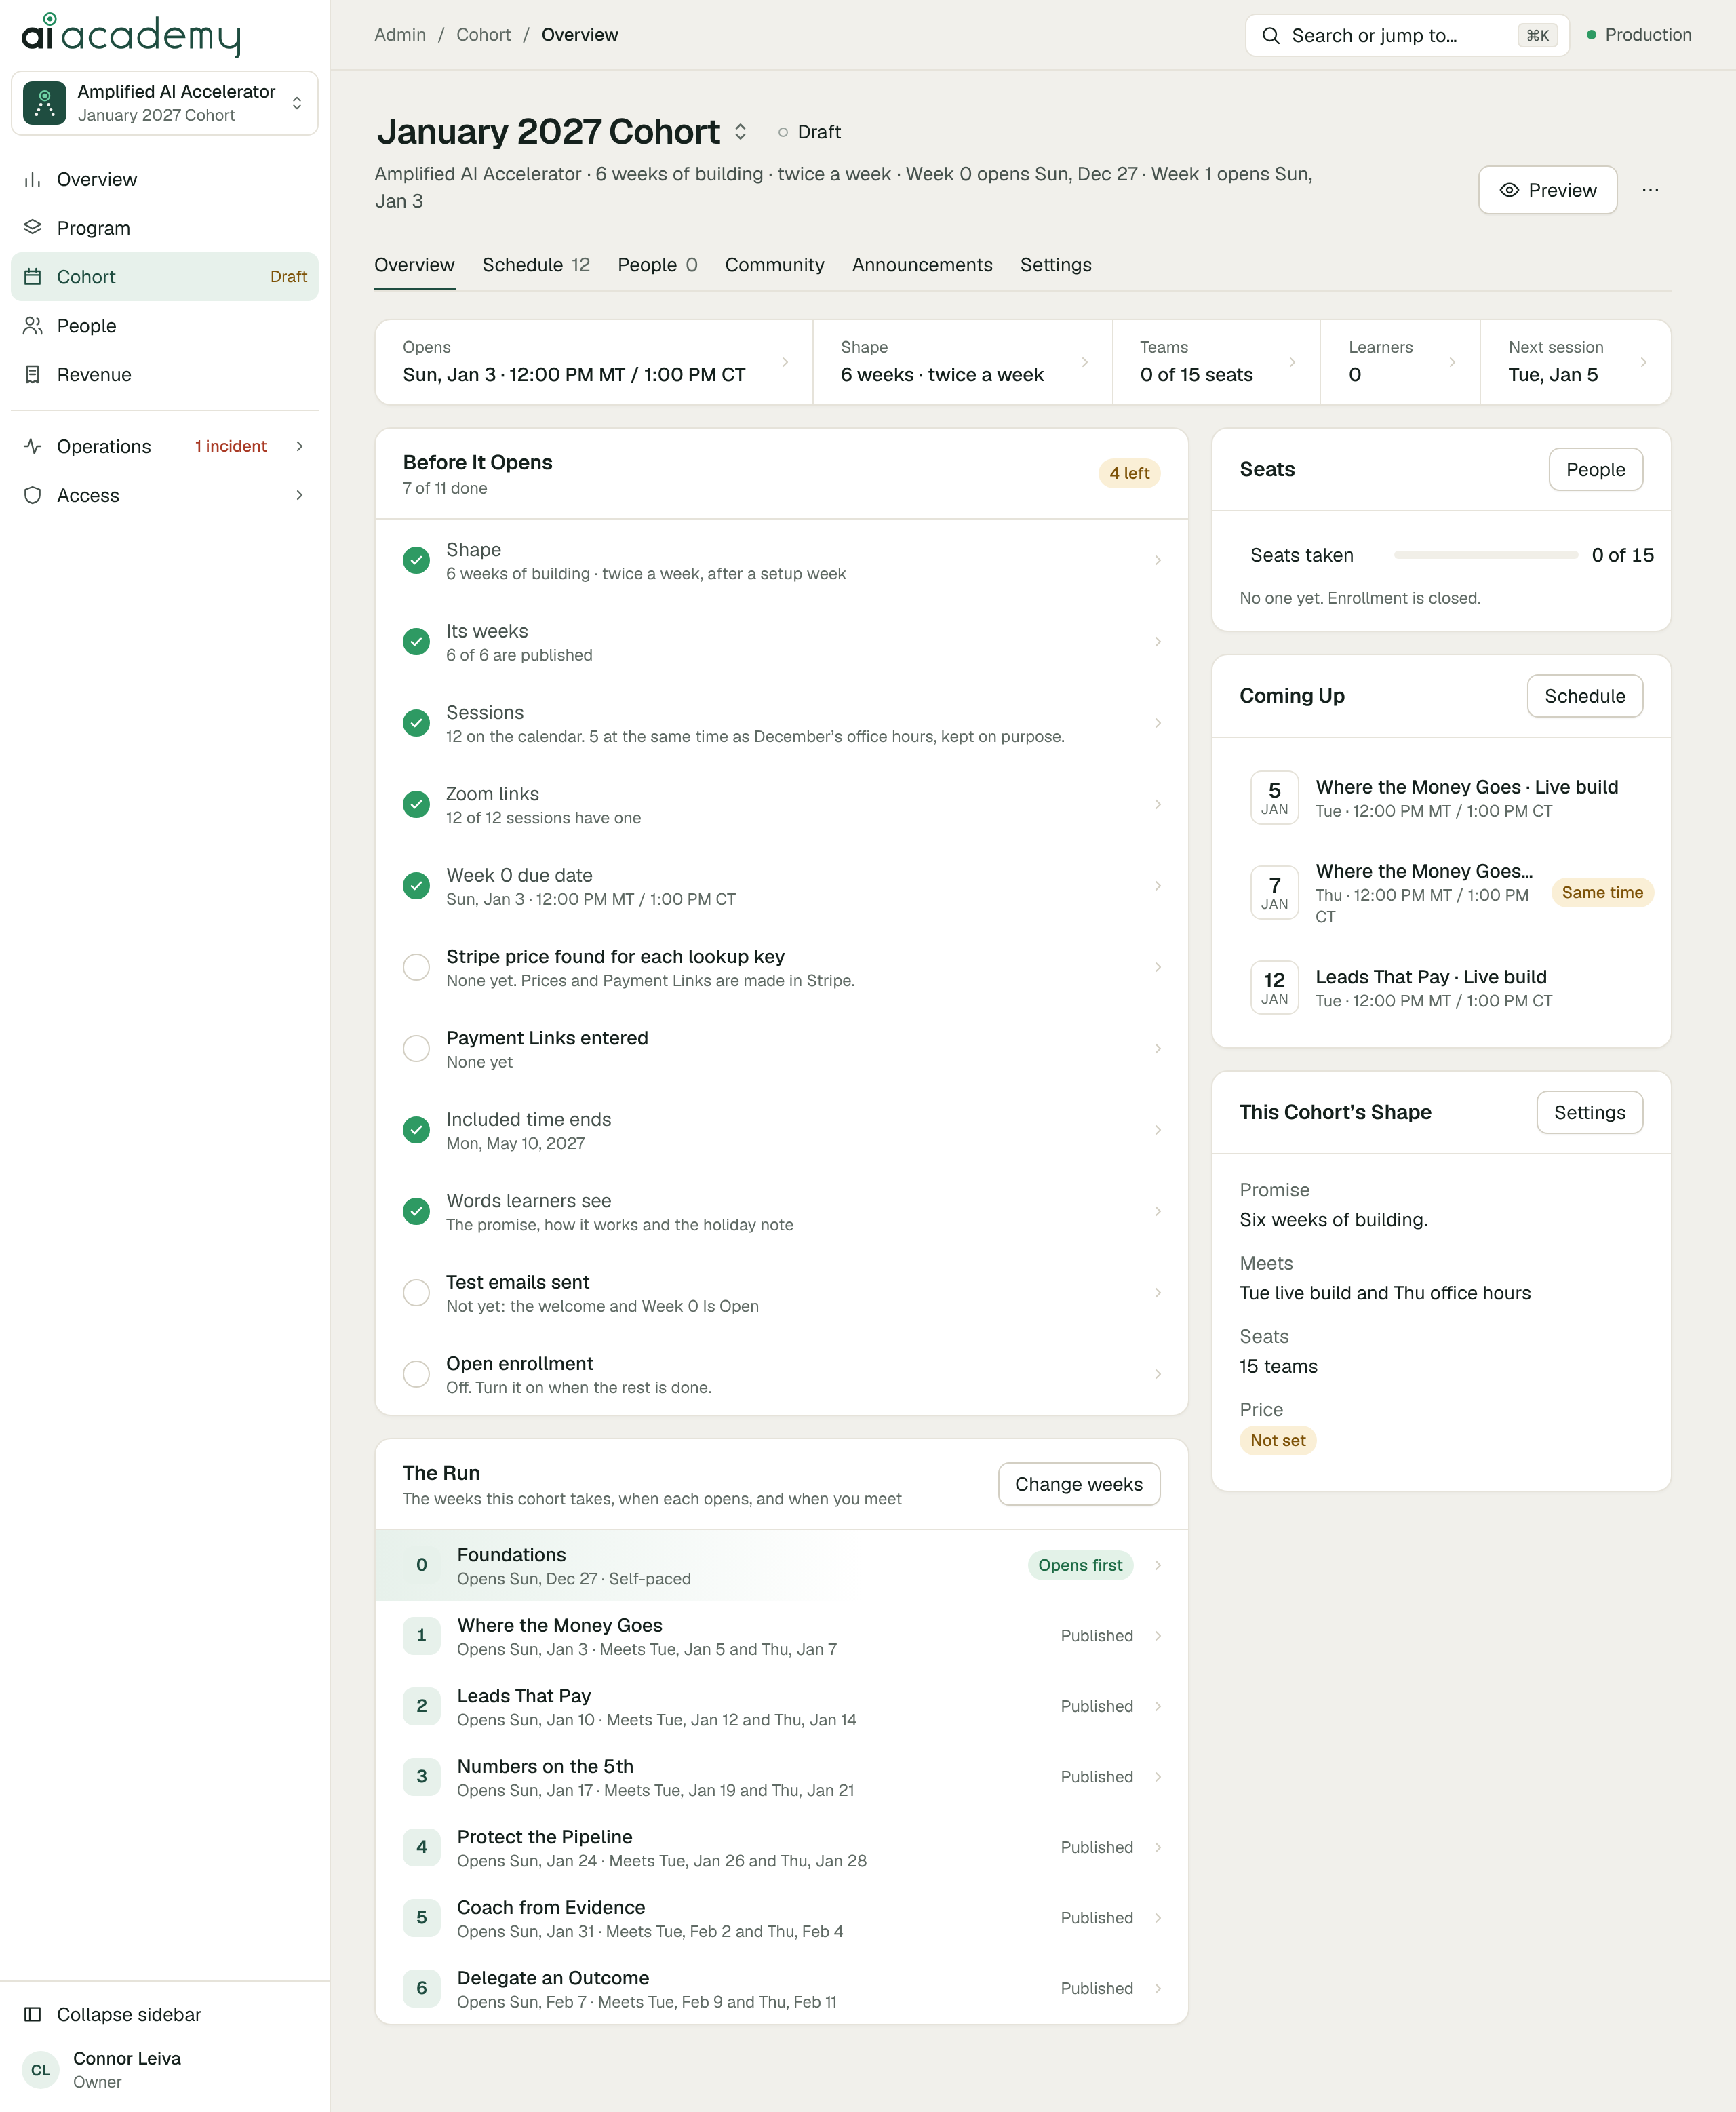 ai academy
Amplified AI Accelerator
January 2027 Cohort
Overview
Program
Cohort Draft
People
Revenue
Operations 1 incident
Access
Collapse sidebar
CL
Connor Leiva
Owner
Admin / Cohort / Overview
Search or jump to... ⌘K
Production
January 2027 Cohort
Draft
Amplified AI Accelerator · 6 weeks of building · twice a week · Week 0 opens Sun, Dec 27 · Week 1 opens Sun,
Jan 3
Preview
Overview Schedule 12 People 0 Community Announcements Settings
Opens
Sun, Jan 3 · 12:00 PM MT / 1:00 PM CT
Shape
6 weeks · twice a week
Teams
0 of 15 seats
Learners
0
Next session
Tue, Jan 5
Before It Opens
7 of 11 done
4 left
Shape
6 weeks of building · twice a week, after a setup week
Its weeks
6 of 6 are published
Sessions
12 on the calendar. 5 at the same time as December’s office hours, kept on purpose.
Zoom links
12 of 12 sessions have one
Week 0 due date
Sun, Jan 3 · 12:00 PM MT / 1:00 PM CT
Stripe price found for each lookup key
None yet. Prices and Payment Links are made in Stripe.
Payment Links entered
None yet
Included time ends
Mon, May 10, 2027
Words learners see
The promise, how it works and the holiday note
Test emails sent
Not yet: the welcome and Week 0 Is Open
Open enrollment
Off. Turn it on when the rest is done.
The Run
The weeks this cohort takes, when each opens, and when you meet
Change weeks
0
Foundations
Opens Sun, Dec 27 · Self-paced
Opens first
1
Where the Money Goes
Opens Sun, Jan 3 · Meets Tue, Jan 5 and Thu, Jan 7
Published
2
Leads That Pay
Opens Sun, Jan 10 · Meets Tue, Jan 12 and Thu, Jan 14
Published
3
Numbers on the 5th
Opens Sun, Jan 17 · Meets Tue, Jan 19 and Thu, Jan 21
Published
4
Protect the Pipeline
Opens Sun, Jan 24 · Meets Tue, Jan 26 and Thu, Jan 28
Published
5
Coach from Evidence
Opens Sun, Jan 31 · Meets Tue, Feb 2 and Thu, Feb 4
Published
6
Delegate an Outcome
Opens Sun, Feb 7 · Meets Tue, Feb 9 and Thu, Feb 11
Published
Seats
People
Seats taken 0 of 15
No one yet. Enrollment is closed.
Coming Up
Schedule
5
JAN
Where the Money Goes · Live build
Tue · 12:00 PM MT / 1:00 PM CT
7
JAN
Where the Money Goes...
Thu · 12:00 PM MT / 1:00 PM
CT
Same time
12
JAN
Leads That Pay · Live build
Tue · 12:00 PM MT / 1:00 PM CT
This Cohort’s Shape
Settings
Promise
Six weeks of building.
Meets
Tue live build and Thu office hours
Seats
15 teams
Price
Not set